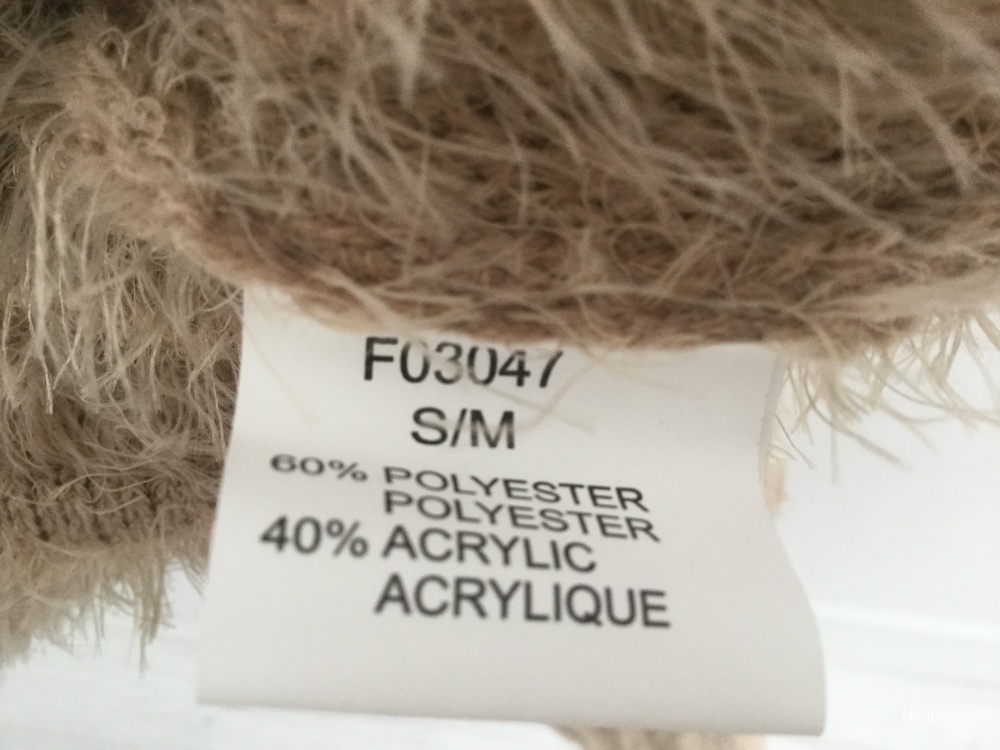 F03047
S/M
60% POLYESTER
POLYESTER
40% ACRYLIC
ACRYLIQUE